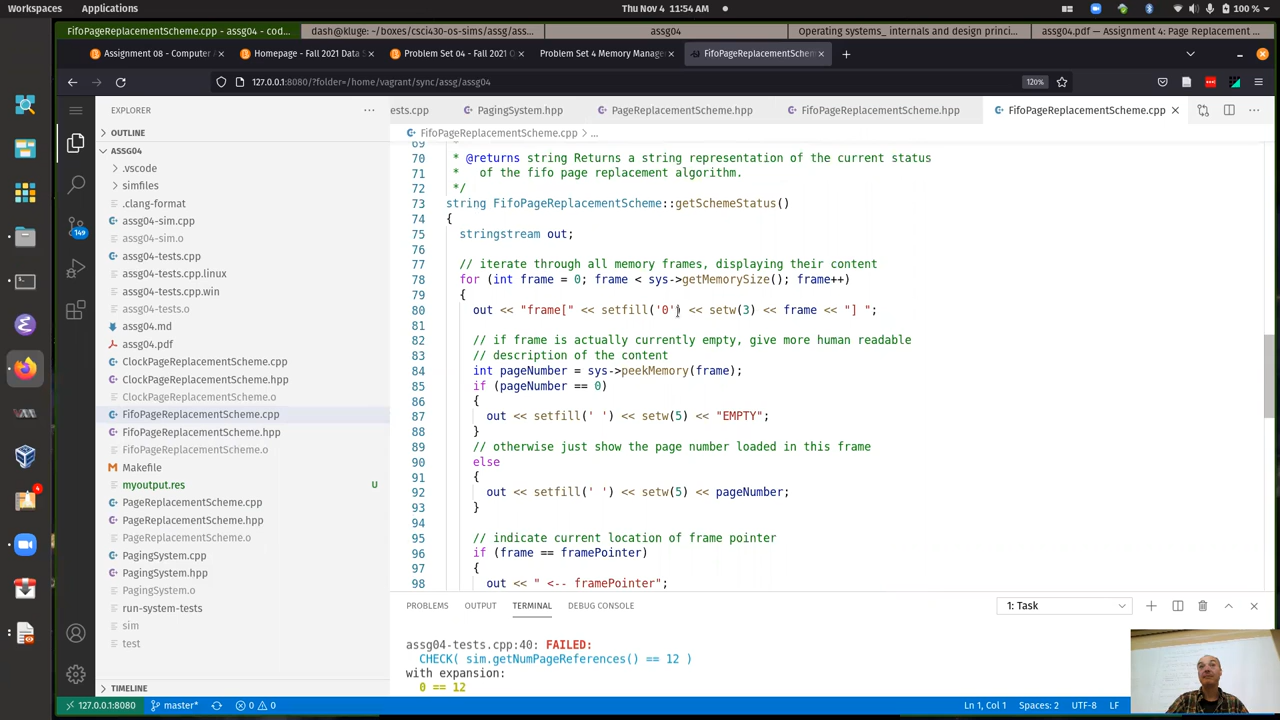 Workspaces Applications Thu Nov 4 11:54 AM 100 %
FifoPageReplacementScheme.cpp - assg04 - cod... dash@kluge: ~/boxes/csci430-os-sims/assg/assg... assg04 Operating systems_ internals and design princi... assg04.pdf — Assignment 4: Page Replacement ...
Assignment 08 - Computer A Homepage - Fall 2021 Data S Problem Set 04 - Fall 2021 O Problem Set 4 Memory Manage FifoPageReplacementScheme
127.0.0.1:8080/?folder=/home/vagrant/sync/assg/assg04 120%
EXPLORER
ests.cpp PagingSystem.hpp PageReplacementScheme.hpp FifoPageReplacementScheme.hpp FifoPageReplacementScheme.cpp
OUTLINE
FifoPageReplacementScheme.cpp > ...
ASSG04
.vscode
simfiles
.clang-format
assg04-sim.cpp
assg04-sim.o
assg04-tests.cpp
assg04-tests.cpp.linux
assg04-tests.cpp.win
assg04-tests.o
assg04.md
assg04.pdf
ClockPageReplacementScheme.cpp
ClockPageReplacementScheme.hpp
ClockPageReplacementScheme.o
FifoPageReplacementScheme.cpp
FifoPageReplacementScheme.hpp
FifoPageReplacementScheme.o
Makefile
myoutput.res U
PageReplacementScheme.cpp
PageReplacementScheme.hpp
PageReplacementScheme.o
PagingSystem.cpp
PagingSystem.hpp
PagingSystem.o
run-system-tests
sim
test
TIMELINE
149
4
69 *
70 * @returns string Returns a string representation of the current status
71 * of the fifo page replacement algorithm.
72 */
73 string FifoPageReplacementScheme::getSchemeStatus()
74 {
75 stringstream out;
76
77 // iterate through all memory frames, displaying their content
78 for (int frame = 0; frame < sys->getMemorySize(); frame++)
79 {
80 out << "frame[" << setfill('0') << setw(3) << frame << "] ";
81
82 // if frame is actually currently empty, give more human readable
83 // description of the content
84 int pageNumber = sys->peekMemory(frame);
85 if (pageNumber == 0)
86 {
87 out << setfill(' ') << setw(5) << "EMPTY";
88 }
89 // otherwise just show the page number loaded in this frame
90 else
91 {
92 out << setfill(' ') << setw(5) << pageNumber;
93 }
94
95 // indicate current location of frame pointer
96 if (frame == framePointer)
97 {
98 out << " <-- framePointer";
PROBLEMS OUTPUT TERMINAL DEBUG CONSOLE 1: Task
assg04-tests.cpp:40: FAILED:
CHECK( sim.getNumPageReferences() == 12 )
with expansion:
0 == 12
127.0.0.1:8080 master* 0 0 Ln 1, Col 1 Spaces: 2 UTF-8 LF